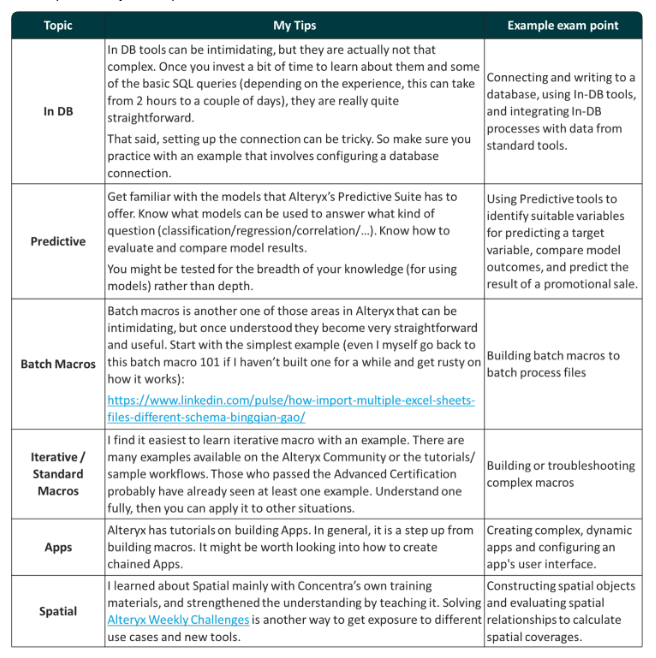 Topic
My Tips
Example exam point
In DB
In DB tools can be intimidating, but they are actually not that
complex. Once you invest a bit of time to learn about them and some
of the basic SQL queries (depending on the experience, this can take
from 2 hours to a couple of days), they are really quite
straightforward.
That said, setting up the connection can be tricky. So make sure you
practice with an example that involves configuring a database
connection.
Connecting and writing to a
database, using In-DB tools,
and integrating In-DB
processes with data from
standard tools.
Predictive
Get familiar with the models that Alteryx's Predictive Suite has to
offer. Know what models can be used to answer what kind of
question (classification/regression/correlation/...). Know how to
evaluate and compare model results.
You might be tested for the breadth of your knowledge (for using
models) rather than depth.
Using Predictive tools to
identify suitable variables
for predicting a target
variable, compare model
outcomes, and predict the
result of a promotional sale.
Batch Macros
Batch macros is another one of those areas in Alteryx that can be
intimidating, but once understood they become very straightforward
and useful. Start with the simplest example (even I myself go back to
this batch macro 101 if I haven't built one for a while and get rusty on
how it works):
https://www.linkedin.com/pulse/how-import-multiple-excel-sheets-
files-different-schema-bingqian-gao/
Building batch macros to
batch process files
Iterative /
Standard
Macros
I find it easiest to learn iterative macro with an example. There are
many examples available on the Alteryx Community or the tutorials/
sample workflows. Those who passed the Advanced Certification
probably have already seen at least one example. Understand one
fully, then you can apply it to other situations.
Building or troubleshooting
complex macros
Apps
Alteryx has tutorials on building Apps. In general, it is a step up from
building macros. It might be worth looking into how to create
chained Apps.
Creating complex, dynamic
apps and configuring an
app's user interface.
Spatial
I learned about Spatial mainly with Concentra's own training
materials, and strengthened the understanding by teaching it. Solving
Alteryx Weekly Challenges is another way to get exposure to different
use cases and new tools.
Constructing spatial objects
and evaluating spatial
relationships to calculate
spatial coverages.